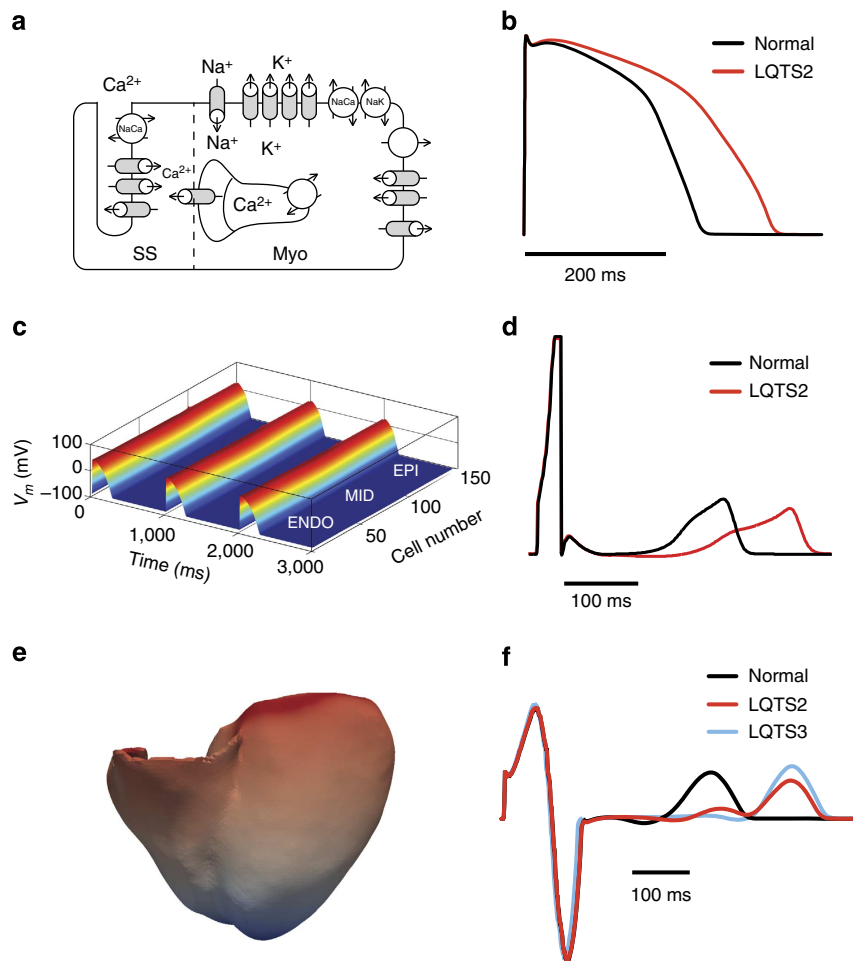 a
Ca²⁺
Na⁺
K⁺
NaCa
NaK
NaCa
Na⁺
K⁺
Ca²⁺
Ca²⁺
SS
Myo
b
Normal
LQTS2
200 ms
c
100
0
−100
Vm (mV)
0
1,000
2,000
3,000
Time (ms)
50
100
150
Cell number
ENDO
MID
EPI
d
Normal
LQTS2
100 ms
e
f
Normal
LQTS2
LQTS3
100 ms